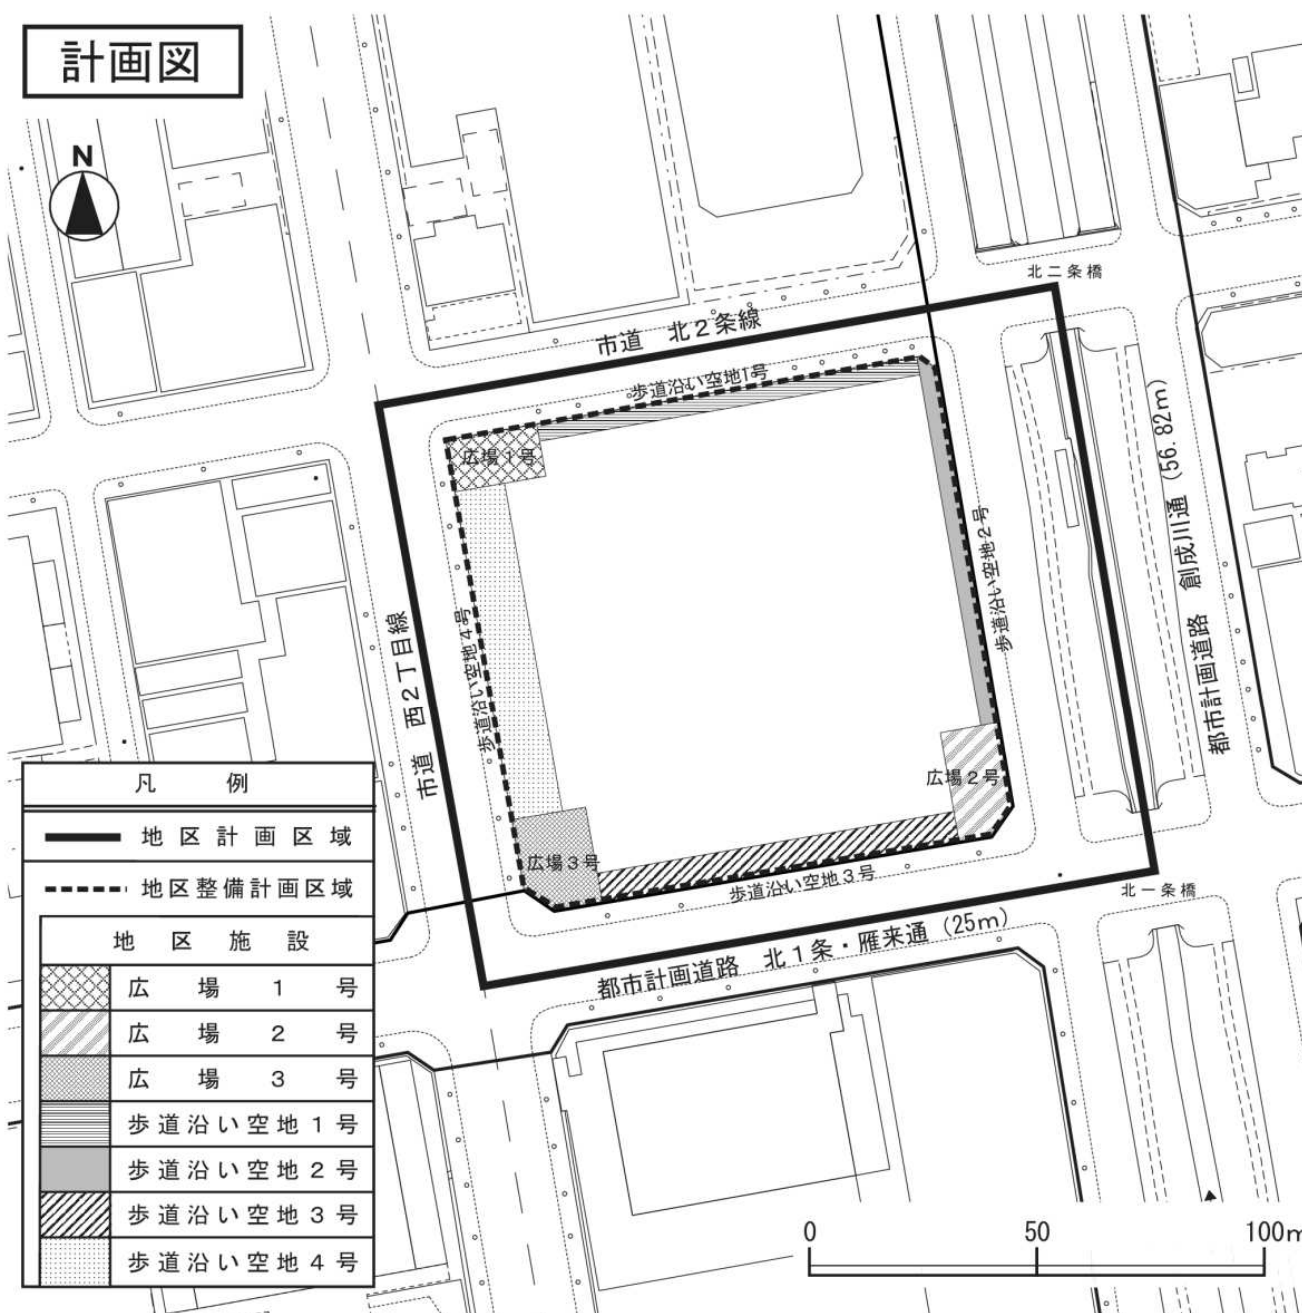 計画図
N
北二条橋
市道 北2条線
歩道沿い空地1号
広場1号
歩道沿い空地2号
都市計画道路 創成川通(56.82m)
市道 西2丁目線
歩道沿い空地4号
広場2号
広場3号
歩道沿い空地3号
北一条橋
都市計画道路 北1条・雁来通(25m)
凡例
地区計画区域
地区整備計画区域
地区施設
広場1号
広場2号
広場3号
歩道沿い空地1号
歩道沿い空地2号
歩道沿い空地3号
歩道沿い空地4号
0 50 100m